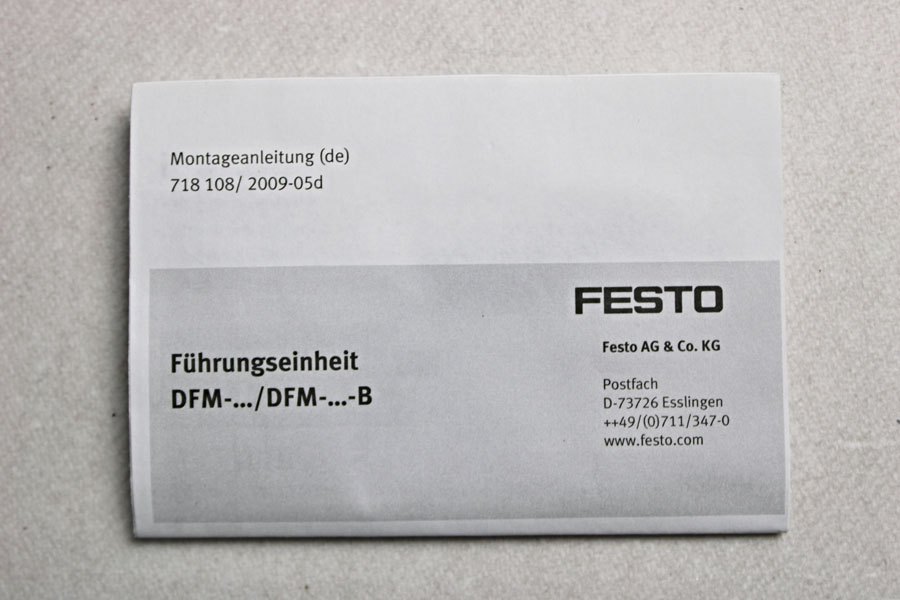 Montageanleitung (de)
718 108/ 2009-05d
FESTO
Festo AG & Co. KG
Führungseinheit
DFM-.../DFM-...-B
Postfach
D-73726 Esslingen
++49/(0)711/347-0
www.festo.com